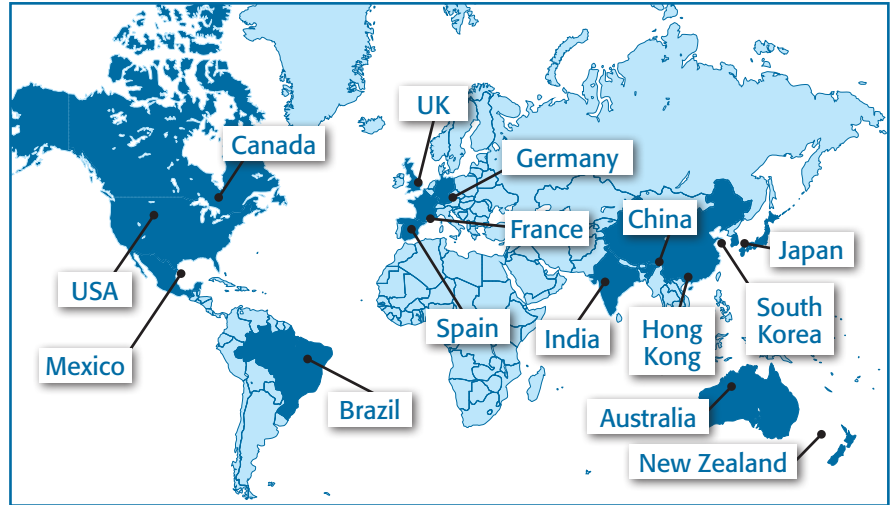 UK
Canada
Germany
France
China
Japan
USA
Spain
India
Hong
Kong
South
Korea
Mexico
Brazil
Australia
New Zealand